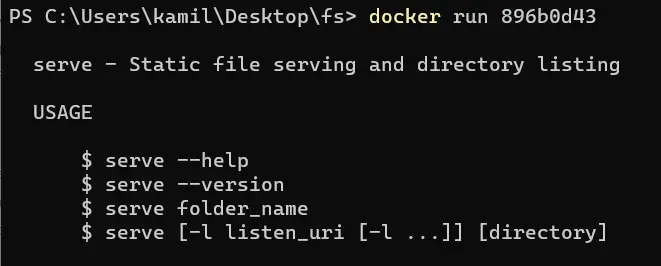 PS C:\Users\kamil\Desktop\fs> docker run 896b0d43
serve - Static file serving and directory listing
USAGE
$ serve --help
$ serve --version
$ serve folder_name
$ serve [-l listen_uri [-l ...]] [directory]